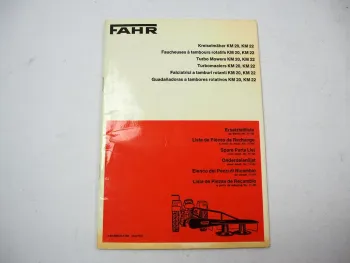 FAHR
Kreiselmäher KM 20, KM 22
Faucheuses à tambours rotatifs KM 20, KM 22
Turbo Mowers KM 20, KM 22
Turbomaaiers KM 20, KM 22
Falciatrici a tamburi rotanti KM 20, KM 22
Guadañadoras a tambores rotativos KM 20, KM 22
Ersatzteilliste
Liste de Pièces de Rechange
Spare Parts List
Onderdelenlijst
Elenco dei Pezzi di Ricambio
Lista de Piezas de Recambio